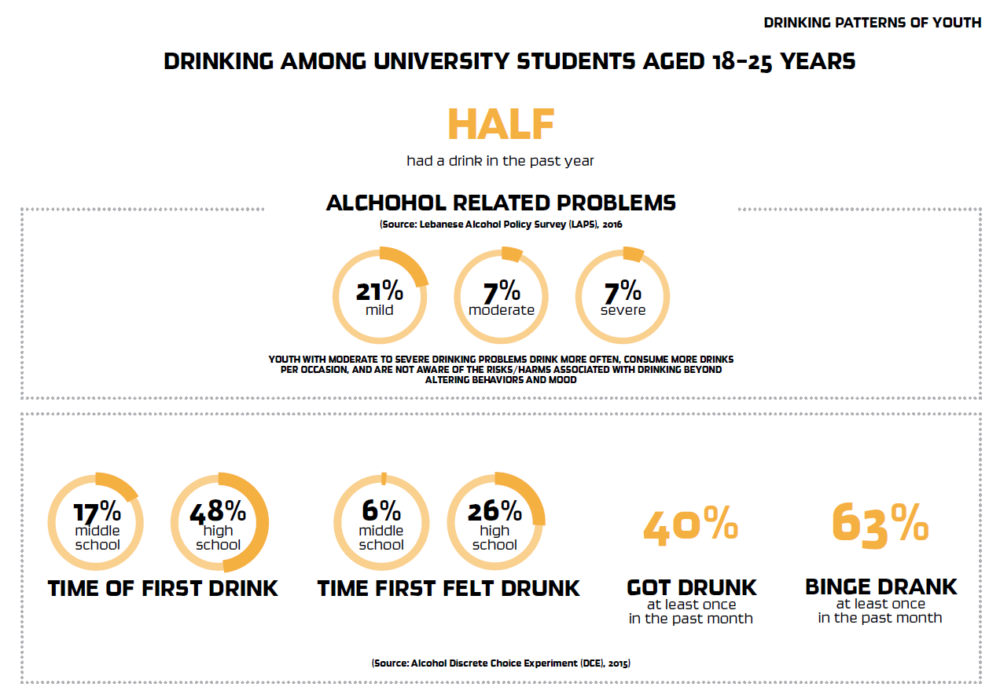 DRINKING PATTERNS OF YOUTH
DRINKING AMONG UNIVERSITY STUDENTS AGED 18-25 YEARS
HALF
had a drink in the past year
ALCHOHOL RELATED PROBLEMS
(Source: Lebanese Alcohol Policy Survey (LAPS), 2016
21%
mild
7%
moderate
7%
severe
YOUTH WITH MODERATE TO SEVERE DRINKING PROBLEMS DRINK MORE OFTEN, CONSUME MORE DRINKS
PER OCCASION, AND ARE NOT AWARE OF THE RISKS/HARMS ASSOCIATED WITH DRINKING BEYOND
ALTERING BEHAVIORS AND MOOD
17%
middle
school
48%
high
school
TIME OF FIRST DRINK
6%
middle
school
26%
high
school
TIME FIRST FELT DRUNK
40%
GOT DRUNK
at least once
in the past month
63%
BINGE DRANK
at least once
in the past month
(Source: Alcohol Discrete Choice Experiment (DCE), 2015)